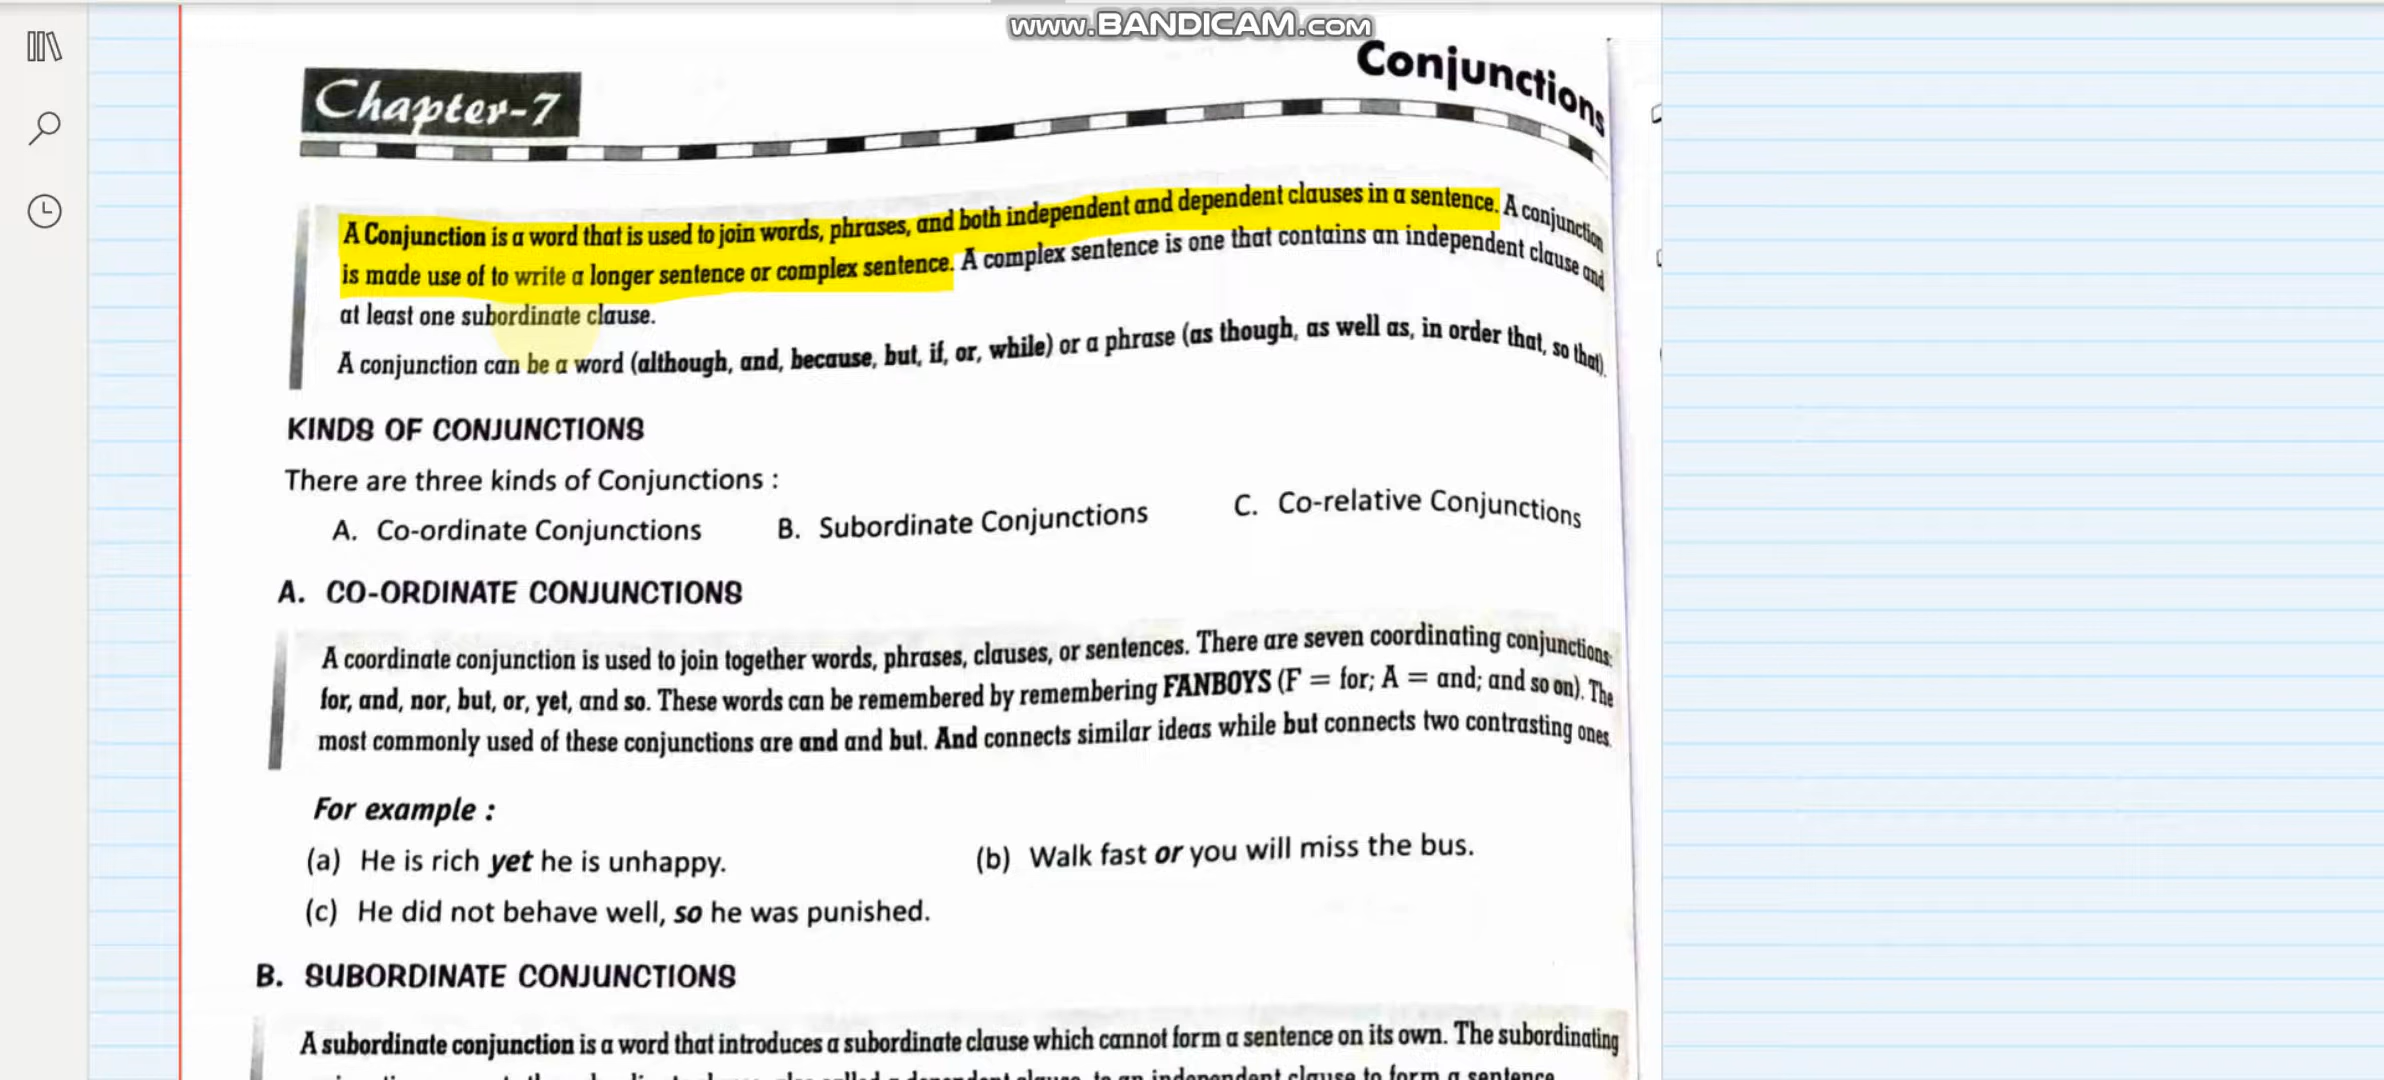 www.BANDICAM.com
Conjunctions
Chapter-7
A Conjunction is a word that is used to join words, phrases, and both independent and dependent clauses in a sentence. A conjunction
is made use of to write a longer sentence or complex sentence. A complex sentence is one that contains an independent clause and
at least one subordinate clause.
A conjunction can be a word (although, and, because, but, if, or, while) or a phrase (as though, as well as, in order that, so that).
KINDS OF CONJUNCTIONS
There are three kinds of Conjunctions :
A. Co-ordinate Conjunctions B. Subordinate Conjunctions C. Co-relative Conjunctions
A. CO-ORDINATE CONJUNCTIONS
A coordinate conjunction is used to join together words, phrases, clauses, or sentences. There are seven coordinating conjunctions:
for, and, nor, but, or, yet, and so. These words can be remembered by remembering FANBOYS (F = for; A = and; and so on). The
most commonly used of these conjunctions are and and but. And connects similar ideas while but connects two contrasting ones.
For example :
(a) He is rich yet he is unhappy. (b) Walk fast or you will miss the bus.
(c) He did not behave well, so he was punished.
B. SUBORDINATE CONJUNCTIONS
A subordinate conjunction is a word that introduces a subordinate clause which cannot form a sentence on its own. The subordinating
clause to form a sentence